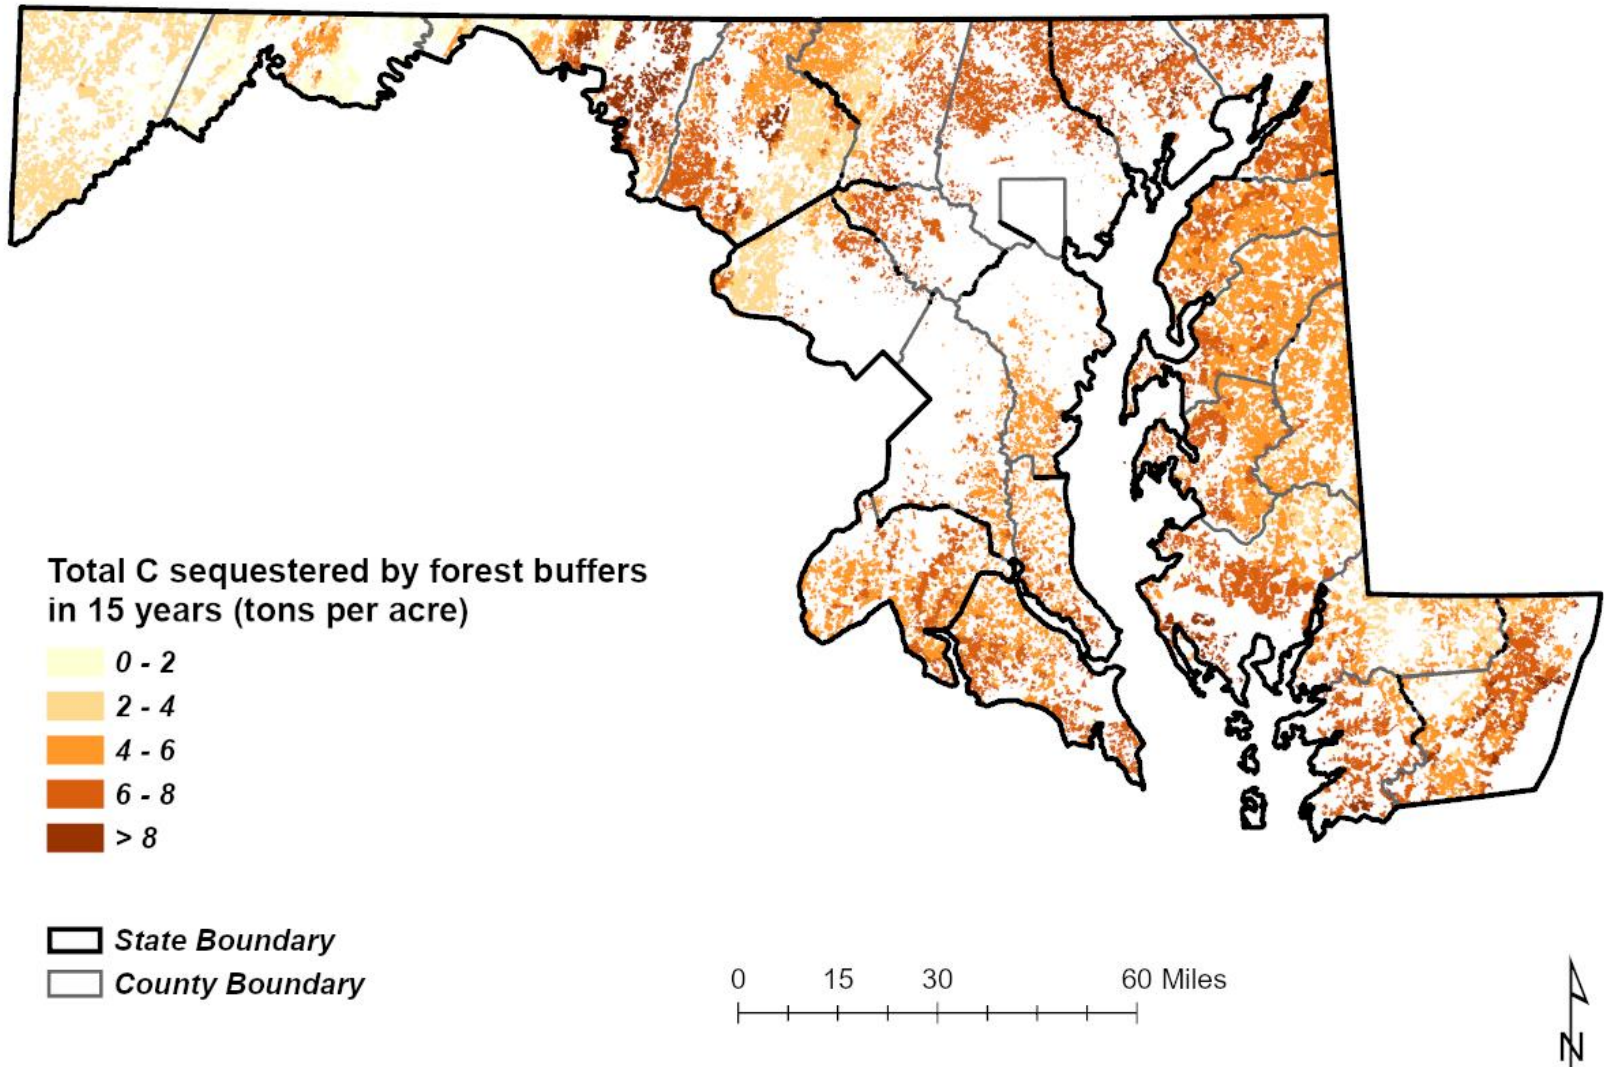 Total C sequestered by forest buffers
in 15 years (tons per acre)
0 - 2
2 - 4
4 - 6
6 - 8
> 8
State Boundary
County Boundary
0 15 30 60 Miles
N